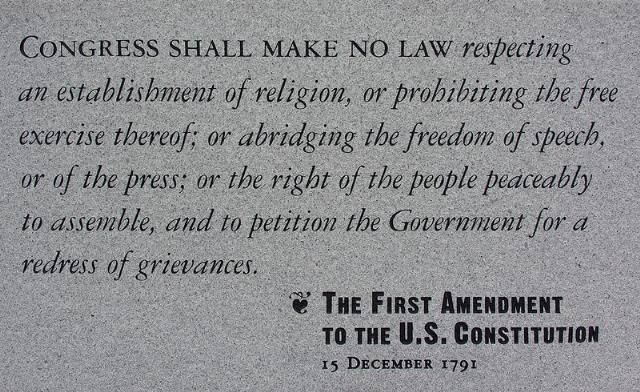 CONGRESS SHALL MAKE NO LAW respecting
an establishment of religion, or prohibiting the free
exercise thereof; or abridging the freedom of speech,
or of the press; or the right of the people peaceably
to assemble, and to petition the Government for a
redress of grievances.
❦ THE FIRST AMENDMENT
TO THE U.S. CONSTITUTION
15 DECEMBER 1791